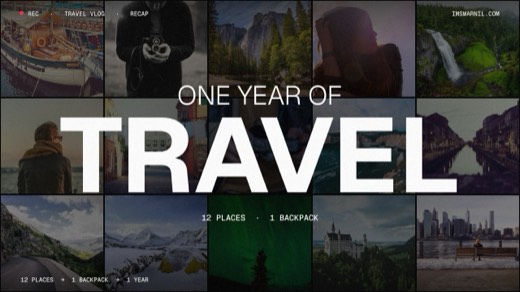 REC · TRAVEL VLOG · RECAP
IMSWARNIL.COM
ONE YEAR OF
TRAVEL
12 PLACES · 1 BACKPACK
12 PLACES + 1 BACKPACK + 1 YEAR